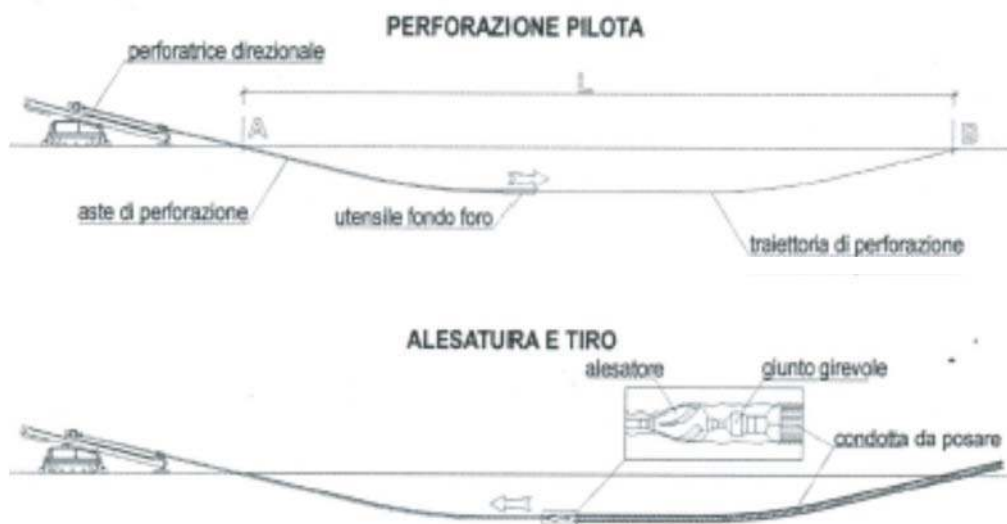 PERFORAZIONE PILOTA
perforatrice direzionale
L
A
B
aste di perforazione
utensile fondo foro
traiettoria di perforazione
ALESATURA E TIRO
alesatore
giunto girevole
condotta da posare